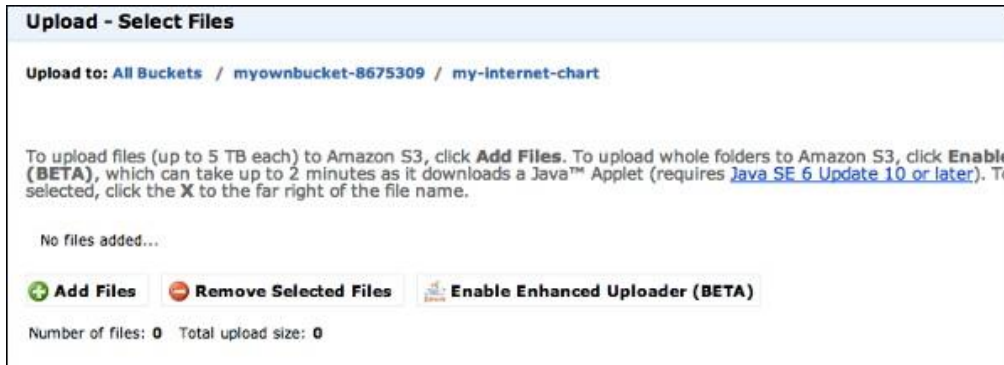 Upload - Select Files
Upload to: All Buckets / myownbucket-8675309 / my-internet-chart
To upload files (up to 5 TB each) to Amazon S3, click Add Files. To upload whole folders to Amazon S3, click Enable
(BETA), which can take up to 2 minutes as it downloads a Java™ Applet (requires Java SE 6 Update 10 or later). To
selected, click the X to the far right of the file name.
No files added...
Add Files Remove Selected Files Enable Enhanced Uploader (BETA)
Number of files: 0 Total upload size: 0